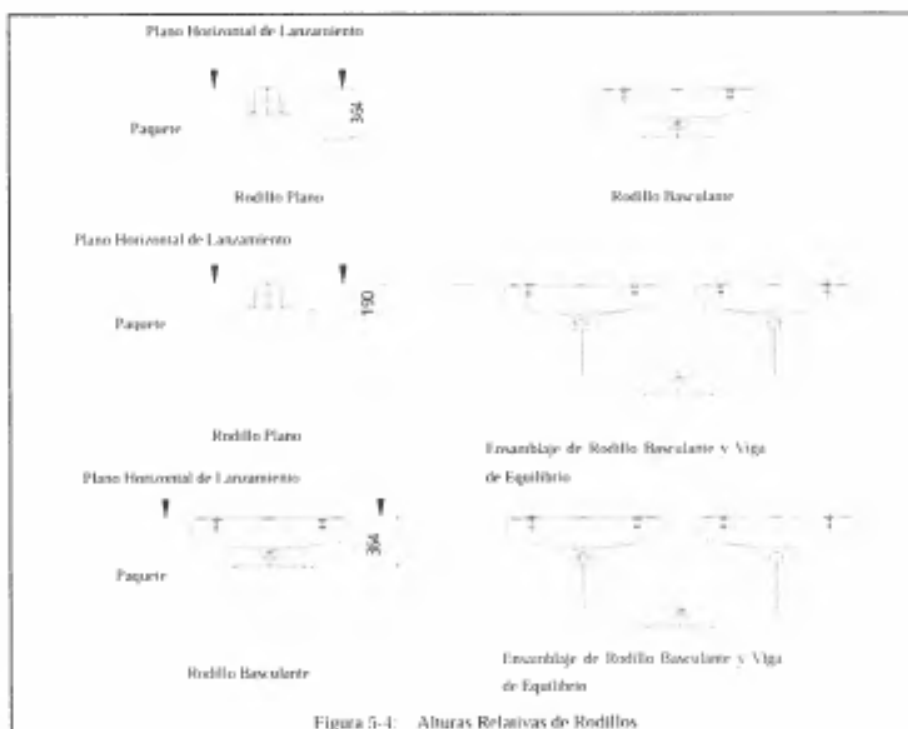 Plano Horizontal de Lanzamiento
364
Paquete
Rodillo Plano
Rodillo Basculante
Plano Horizontal de Lanzamiento
190
Paquete
Rodillo Plano
Ensamblaje de Rodillo Basculante y Viga
de Equilibrio
Plano Horizontal de Lanzamiento
364
Paquete
Rodillo Basculante
Ensamblaje de Rodillo Basculante y Viga
de Equilibrio
Figura 5-4: Alturas Relativas de Rodillos